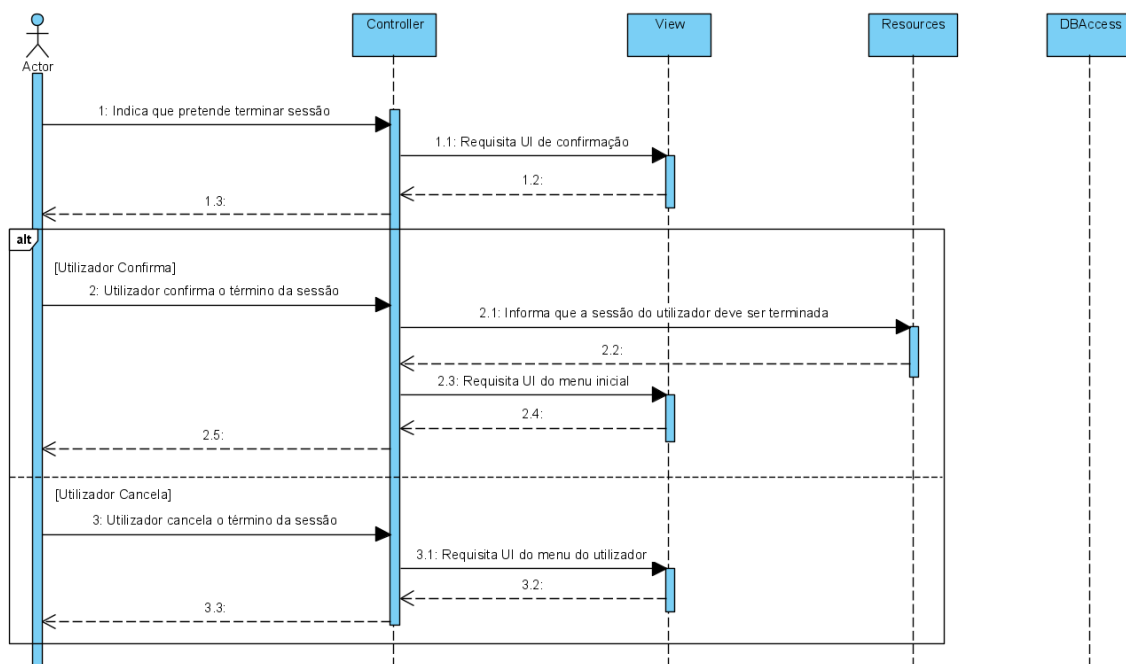 Controller
View
Resources
DBAccess
Actor
1: Indica que pretende terminar sessão
1.1: Requisita UI de confirmação
1.2:
1.3:
alt
[Utilizador Confirma]
2: Utilizador confirma o término da sessão
2.1: Informa que a sessão do utilizador deve ser terminada
2.2:
2.3: Requisita UI do menu inicial
2.4:
2.5:
[Utilizador Cancela]
3: Utilizador cancela o término da sessão
3.1: Requisita UI do menu do utilizador
3.2:
3.3: